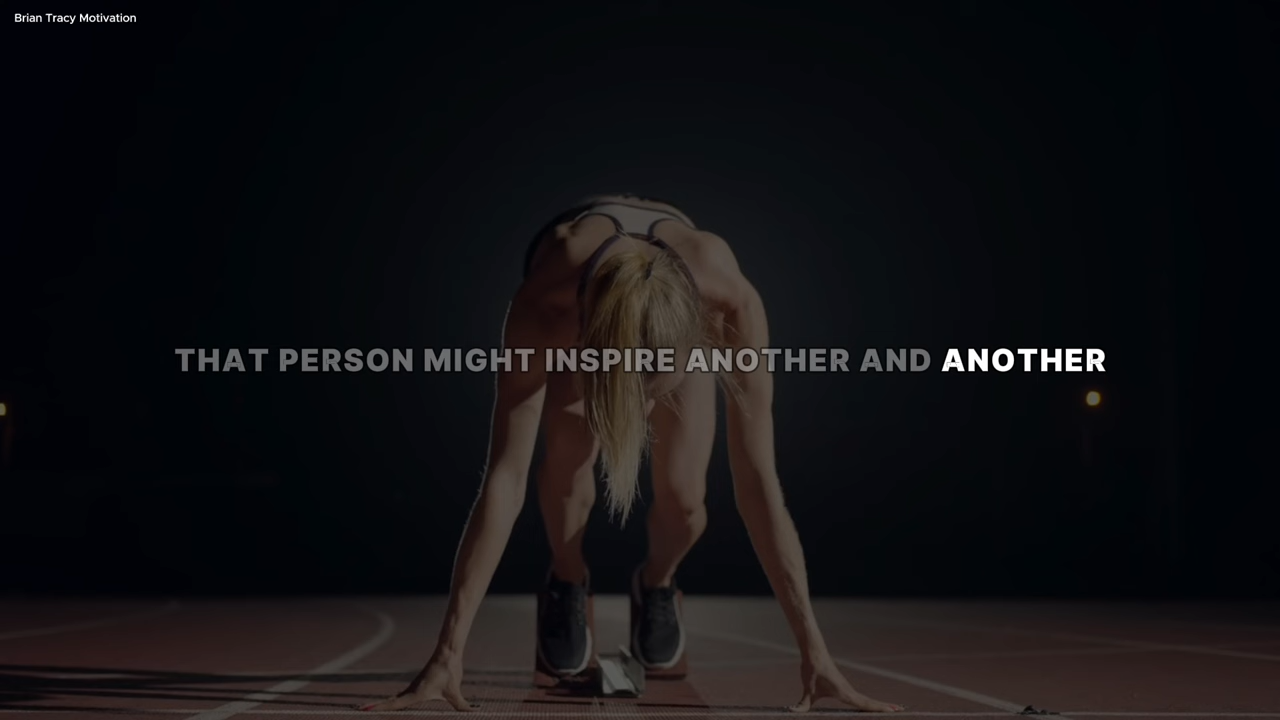 Brian Tracy Motivation
THAT PERSON MIGHT INSPIRE ANOTHER AND ANOTHER